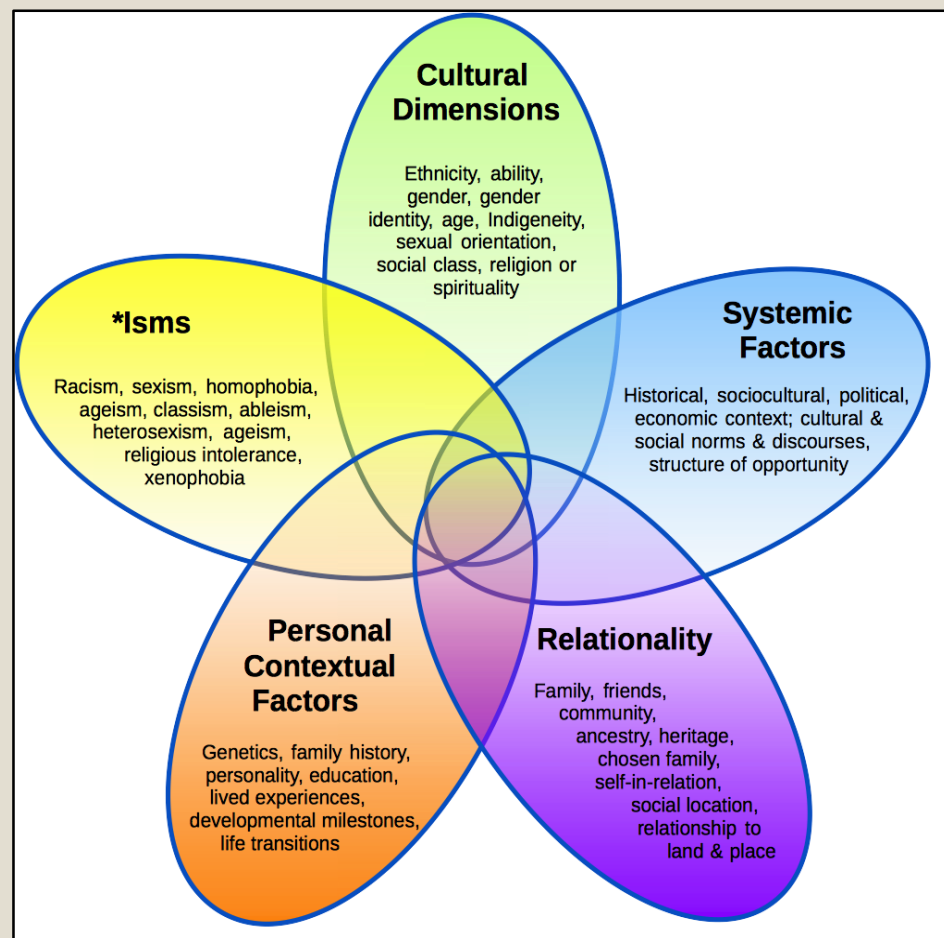 Cultural
Dimensions
Ethnicity, ability,
gender, gender
identity, age, Indigeneity,
sexual orientation,
social class, religion or
spirituality
*Isms
Racism, sexism, homophobia,
ageism, classism, ableism,
heterosexism, ageism,
religious intolerance,
xenophobia
Systemic
Factors
Historical, sociocultural, political,
economic context; cultural &
social norms & discourses,
structure of opportunity
Personal
Contextual
Factors
Genetics, family history,
personality, education,
lived experiences,
developmental milestones,
life transitions
Relationality
Family, friends,
community,
ancestry, heritage,
chosen family,
self-in-relation,
social location,
relationship to
land & place